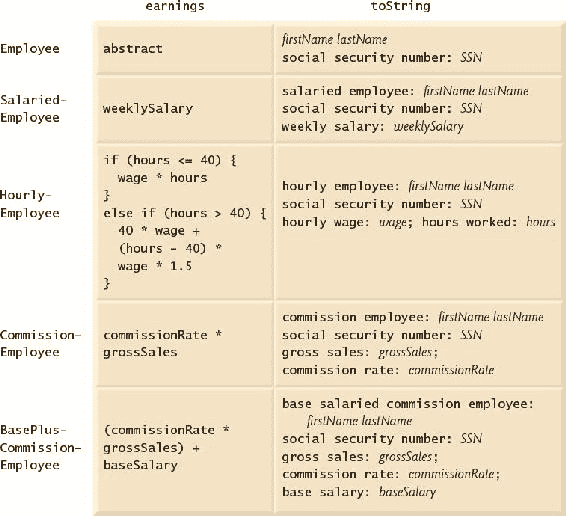 earnings
toString
Employee
abstract
firstName lastName
social security number: SSN
Salaried-
Employee
weeklySalary
salaried employee: firstName lastName
social security number: SSN
weekly salary: weeklySalary
Hourly-
Employee
if (hours <= 40) {
wage * hours
}
else if (hours > 40) {
40 * wage +
(hours - 40) *
wage * 1.5
}
hourly employee: firstName lastName
social security number: SSN
hourly wage: wage; hours worked: hours
Commission-
Employee
commissionRate *
grossSales
commission employee: firstName lastName
social security number: SSN
gross sales: grossSales;
commission rate: commissionRate
BasePlus-
Commission-
Employee
(commissionRate *
grossSales) +
baseSalary
base salaried commission employee:
firstName lastName
social security number: SSN
gross sales: grossSales;
commission rate: commissionRate;
base salary: baseSalary